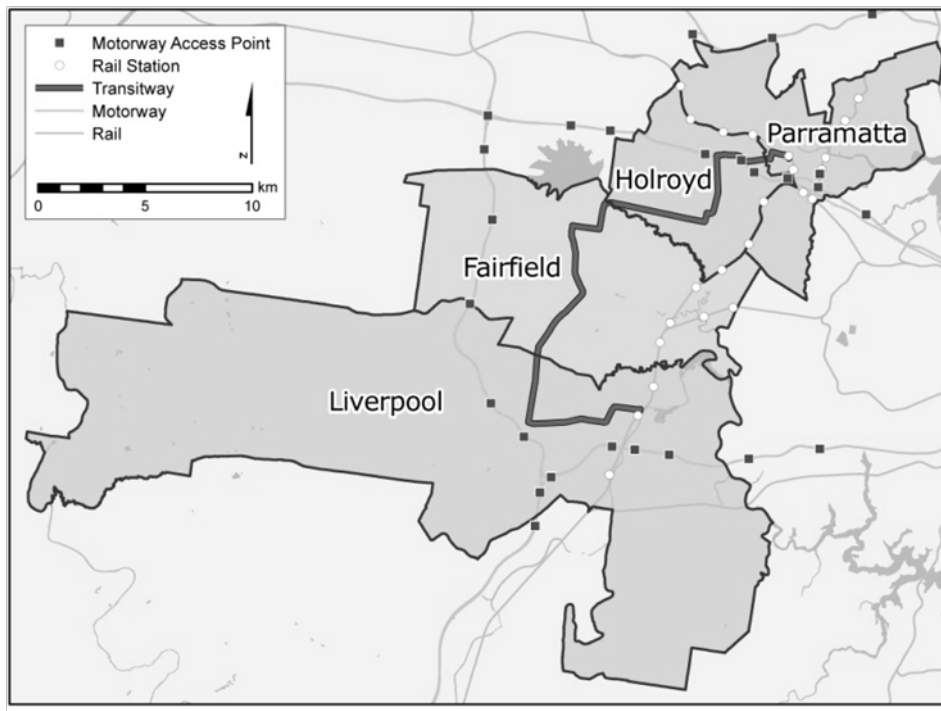 Motorway Access Point
Rail Station
Transitway
Motorway
Rail
N
km
0 5 10
Parramatta
Holroyd
Fairfield
Liverpool